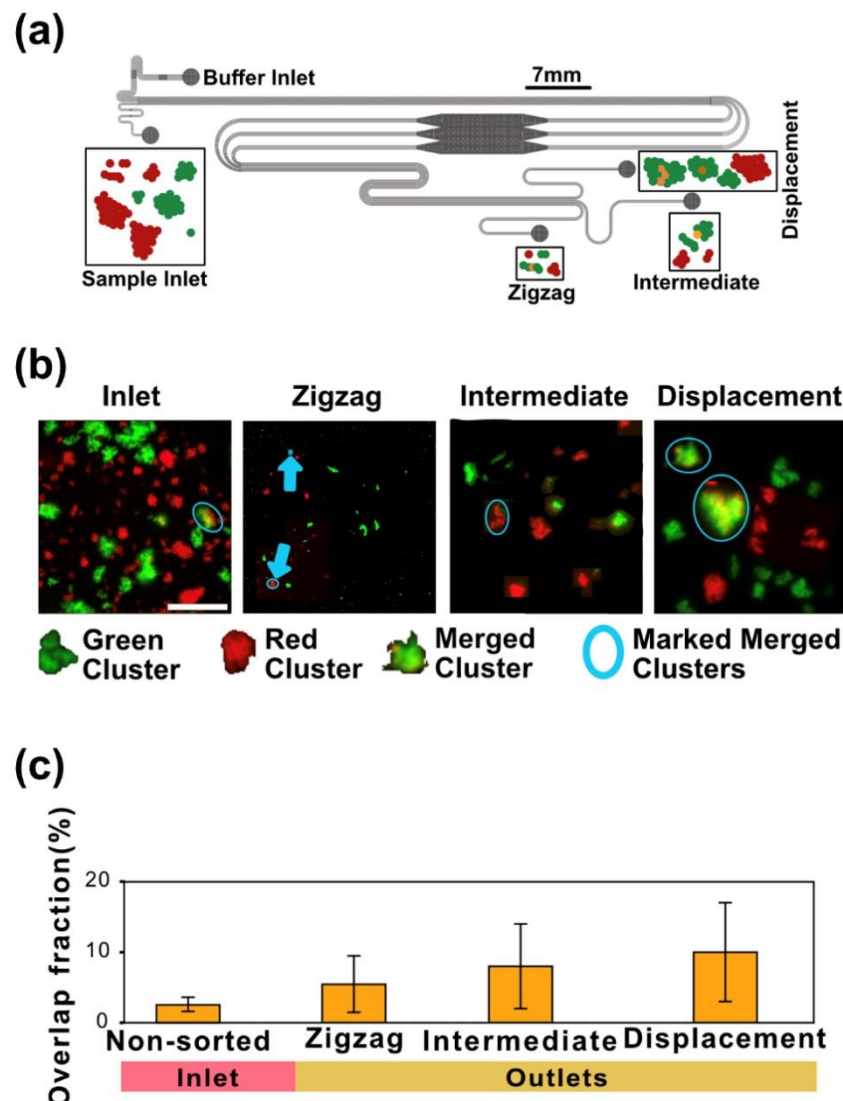 (a)
Buffer Inlet
7mm
Displacement
Sample Inlet
Zigzag
Intermediate
(b)
Inlet Zigzag Intermediate Displacement
Green
Cluster
Red
Cluster
Merged
Cluster
Marked Merged
Clusters
(c)
Overlap fraction(%)
20
10
0
Non-sorted Zigzag Intermediate Displacement
Inlet Outlets